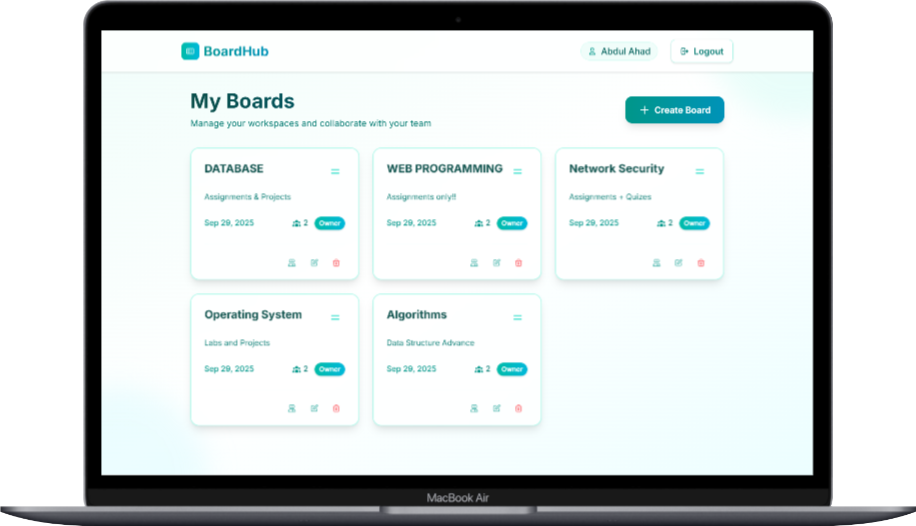 BoardHub
Abdul Ahad
Logout
My Boards
Manage your workspaces and collaborate with your team
+ Create Board
DATABASE
Assignments & Projects
Sep 29, 2025
2
Owner
WEB PROGRAMMING
Assignments only!!
Sep 29, 2025
2
Owner
Network Security
Assignments + Quizes
Sep 29, 2025
2
Owner
Operating System
Labs and Projects
Sep 29, 2025
2
Owner
Algorithms
Data Structure Advance
Sep 29, 2025
2
Owner
MacBook Air